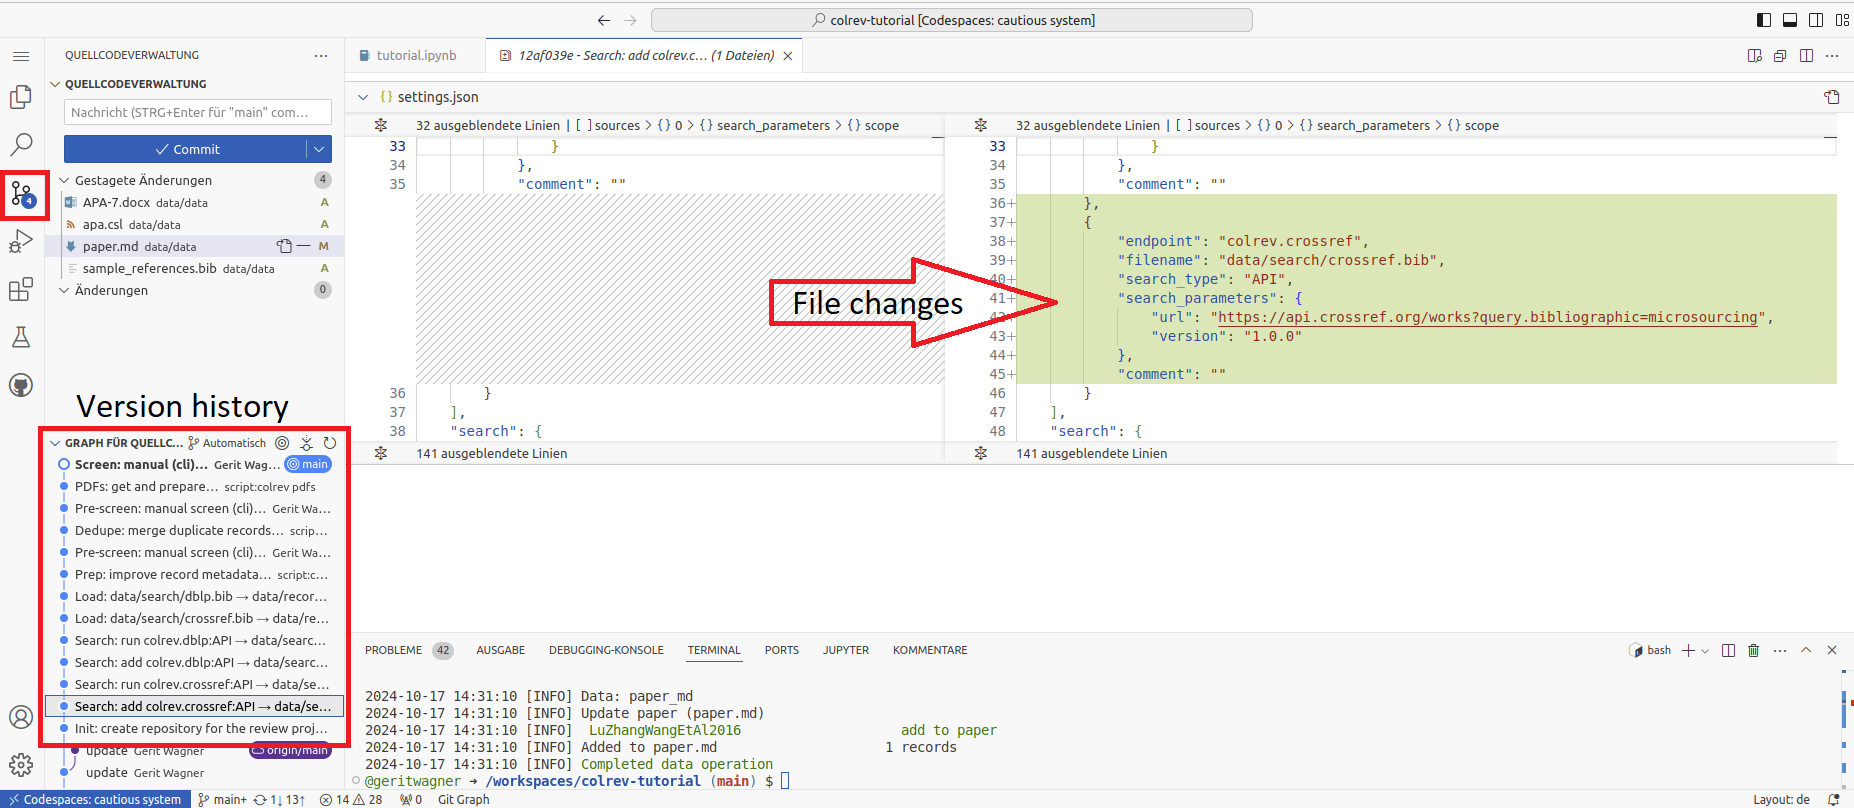 colrev-tutorial [Codespaces: cautious system]
QUELLCODEVERWALTUNG
QUELLCODEVERWALTUNG
Nachricht (STRG+Enter für "main" com...
Commit
Gestagete Änderungen 4
APA-7.docx data/data A
apa.csl data/data A
paper.md data/data M
sample_references.bib data/data A
Änderungen 0
4
Version history
GRAPH FÜR QUELLC... Automatisch
Screen: manual (cli)... Gerit Wag... main
PDFs: get and prepare... script:colrev pdfs
Pre-screen: manual screen (cli)... Gerit Wa...
Dedupe: merge duplicate records... scrip...
Pre-screen: manual screen (cli)... Gerit Wa...
Prep: improve record metadata... script:c...
Load: data/search/dblp.bib → data/recor...
Load: data/search/crossref.bib → data/re...
Search: run colrev.dblp:API → data/searc...
Search: add colrev.dblp:API → data/searc...
Search: run colrev.crossref:API → data/se...
Search: add colrev.crossref:API → data/se...
Init: create repository for the review proj...
update Gerit Wagner origin/main
update Gerit Wagner
tutorial.ipynb
12af039e - Search: add colrev.c... (1 Dateien)
{} settings.json
32 ausgeblendete Linien | [ ] sources > {} 0 > {} search_parameters > {} scope
33 }
34 },
35 "comment": ""
36 }
37 ],
38 "search": {
141 ausgeblendete Linien
File changes
32 ausgeblendete Linien | [ ] sources > {} 0 > {} search_parameters > {} scope
33 }
34 },
35 "comment": ""
36+ },
37+ {
38+ "endpoint": "colrev.crossref",
39+ "filename": "data/search/crossref.bib",
40+ "search_type": "API",
41+ "search_parameters": {
42+ "url": "https://api.crossref.org/works?query.bibliographic=microsourcing",
43+ "version": "1.0.0"
44+ },
45+ "comment": ""
46 }
47 ],
48 "search": {
141 ausgeblendete Linien
PROBLEME 42 AUSGABE DEBUGGING-KONSOLE TERMINAL PORTS JUPYTER KOMMENTARE
bash
2024-10-17 14:31:10 [INFO] Data: paper_md
2024-10-17 14:31:10 [INFO] Update paper (paper.md)
2024-10-17 14:31:10 [INFO] LuZhangWangEtAl2016 add to paper
2024-10-17 14:31:10 [INFO] Added to paper.md 1 records
2024-10-17 14:31:10 [INFO] Completed data operation
@geritwagner → /workspaces/colrev-tutorial (main) $
Codespaces: cautious system main+ 1↓ 13↑ 14 28 0 Git Graph Layout: de